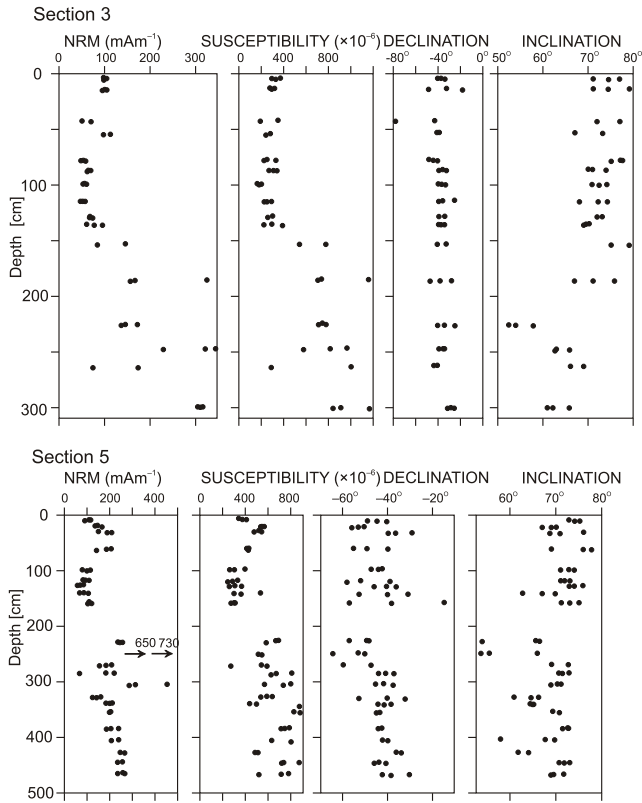 Section 3
NRM (mAm⁻¹) SUSCEPTIBILITY (×10⁻⁶) DECLINATION INCLINATION
0 100 300 400 800 -80° -40° 0° 50° 60° 70° 80°
0
100
200
300
Depth [cm]
Section 5
NRM (mAm⁻¹) SUSCEPTIBILITY (×10⁻⁶) DECLINATION INCLINATION
0 200 400 0 400 800 –60° –40° –20° 60° 70° 80°
0
100
200
650 730
300
400
500
Depth [cm]